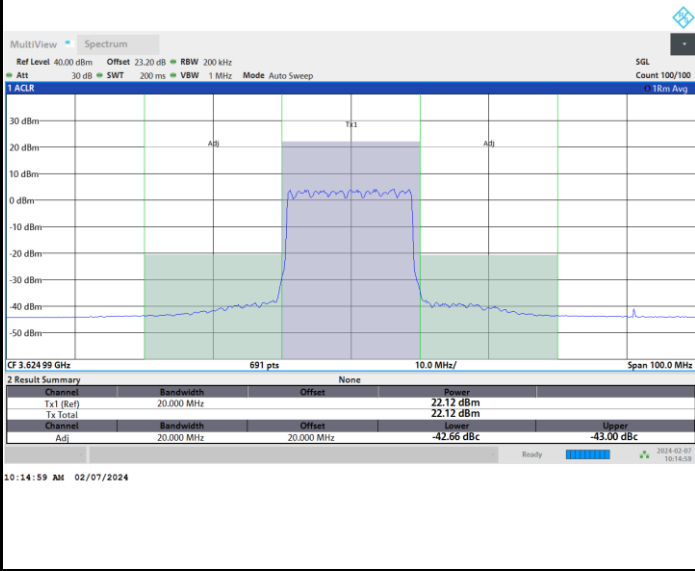 MultiView Spectrum
Ref Level 40.00 dBm Offset 23.20 dB RBW 200 kHz SGL
Att 30 dB SWT 200 ms VBW 1 MHz Mode Auto Sweep Count 100/100
1 ACLR 1Rm Avg
Tx1
Adj Adj
30 dBm
20 dBm
10 dBm
0 dBm
-10 dBm
-20 dBm
-30 dBm
-40 dBm
-50 dBm
CF 3.62499 GHz 691 pts 10.0 MHz/ Span 100.0 MHz
2 Result Summary None
Channel Bandwidth Offset Power
Tx1 (Ref) 20.000 MHz 22.12 dBm
Tx Total 22.12 dBm
Channel Bandwidth Offset Lower Upper
Adj 20.000 MHz 20.000 MHz -42.66 dBc -43.00 dBc
Ready 2024-02-07
10:14:59
10:14:59 AM 02/07/2024